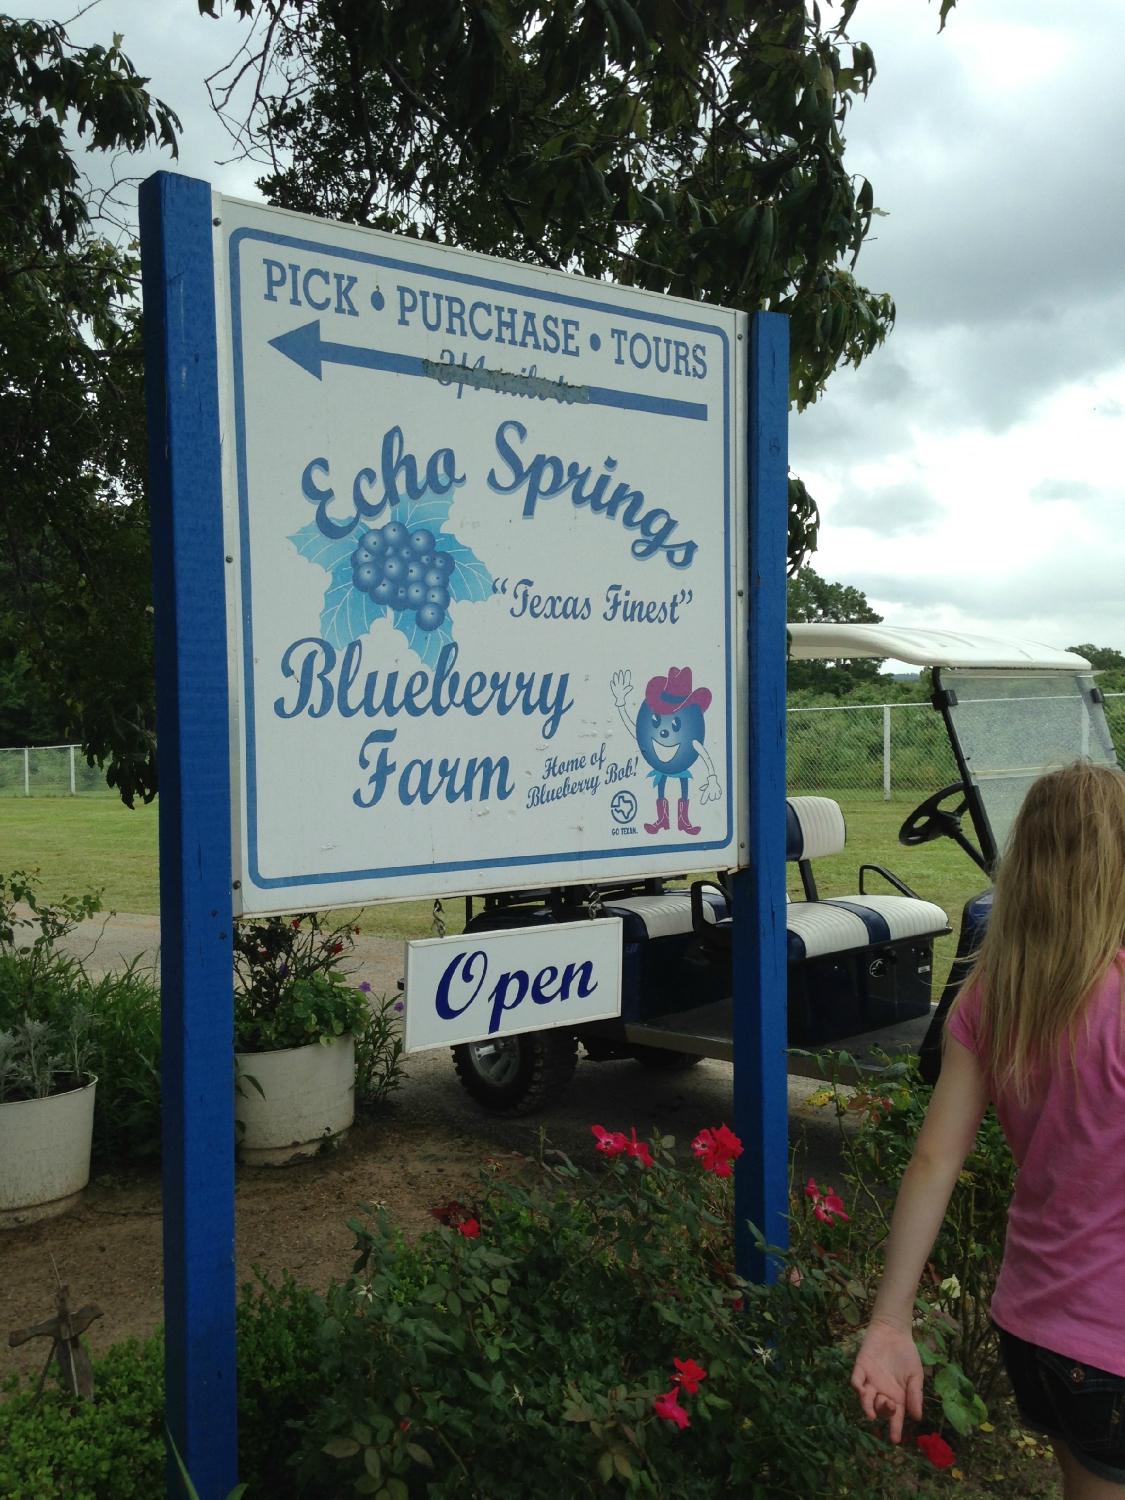 PICK • PURCHASE • TOURS
Echo Springs
"Texas Finest"
Blueberry
Farm
Home of
Blueberry Bob!
GO TEXAN.
Open